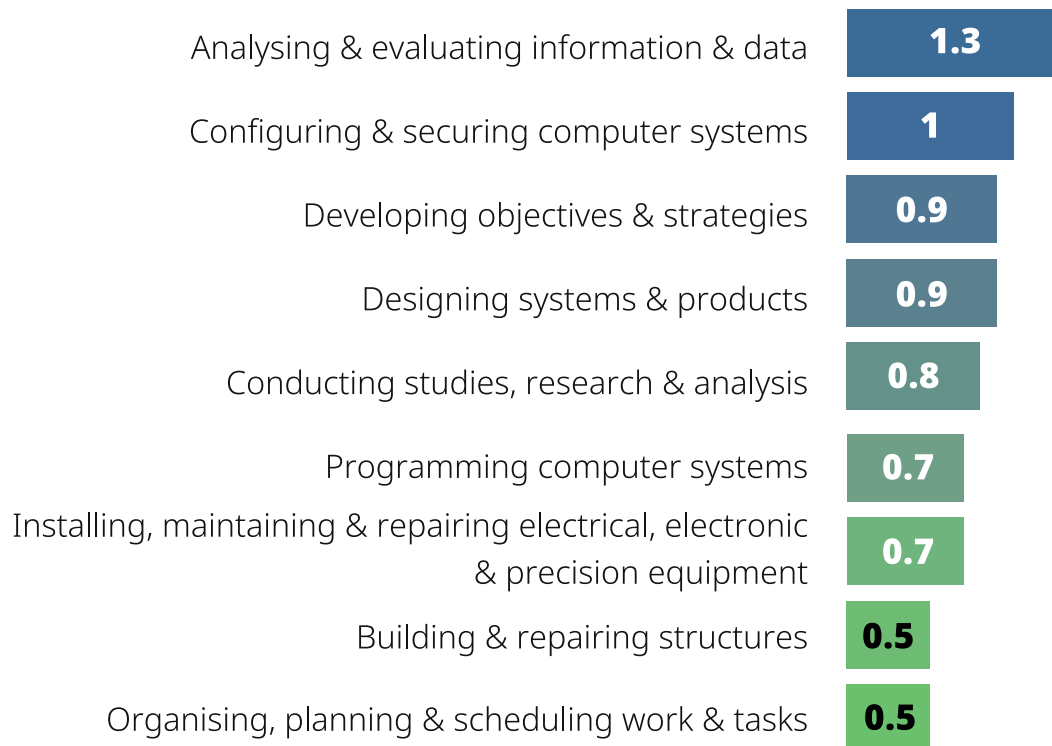 Analysing & evaluating information & data 1.3
Configuring & securing computer systems 1
Developing objectives & strategies 0.9
Designing systems & products 0.9
Conducting studies, research & analysis 0.8
Programming computer systems 0.7
Installing, maintaining & repairing electrical, electronic
& precision equipment 0.7
Building & repairing structures 0.5
Organising, planning & scheduling work & tasks 0.5